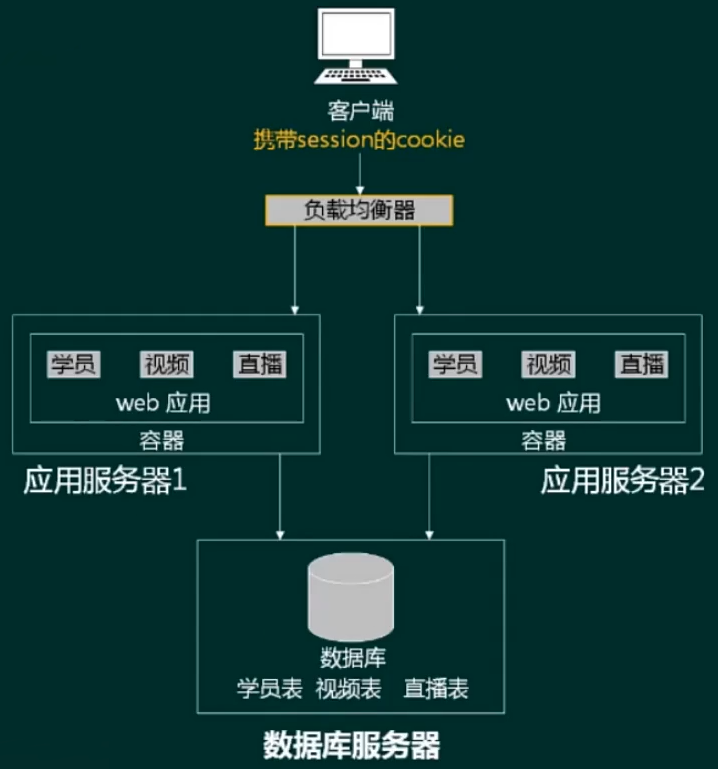 客户端
携带session的cookie
负载均衡器
学员 视频 直播
web 应用
容器
应用服务器1
学员 视频 直播
web 应用
容器
应用服务器2
数据库
学员表 视频表 直播表
数据库服务器